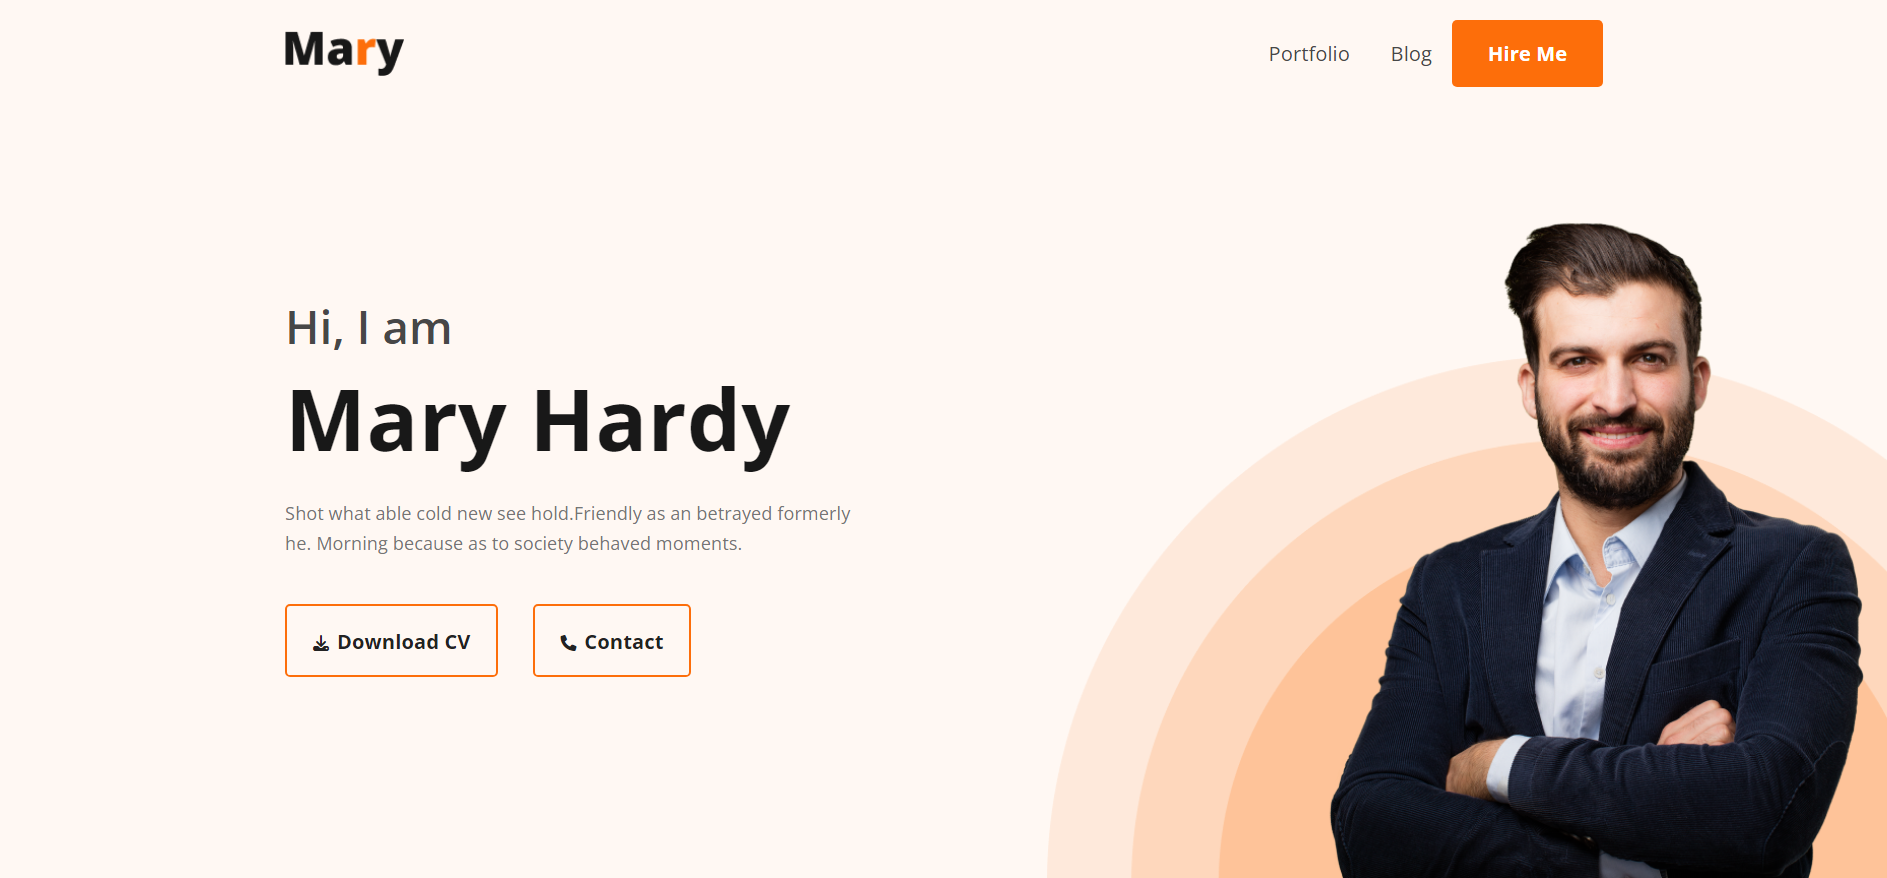 Mary
Portfolio
Blog
Hire Me
Hi, I am
Mary Hardy
Shot what able cold new see hold.Friendly as an betrayed formerly
he. Morning because as to society behaved moments.
Download CV
Contact